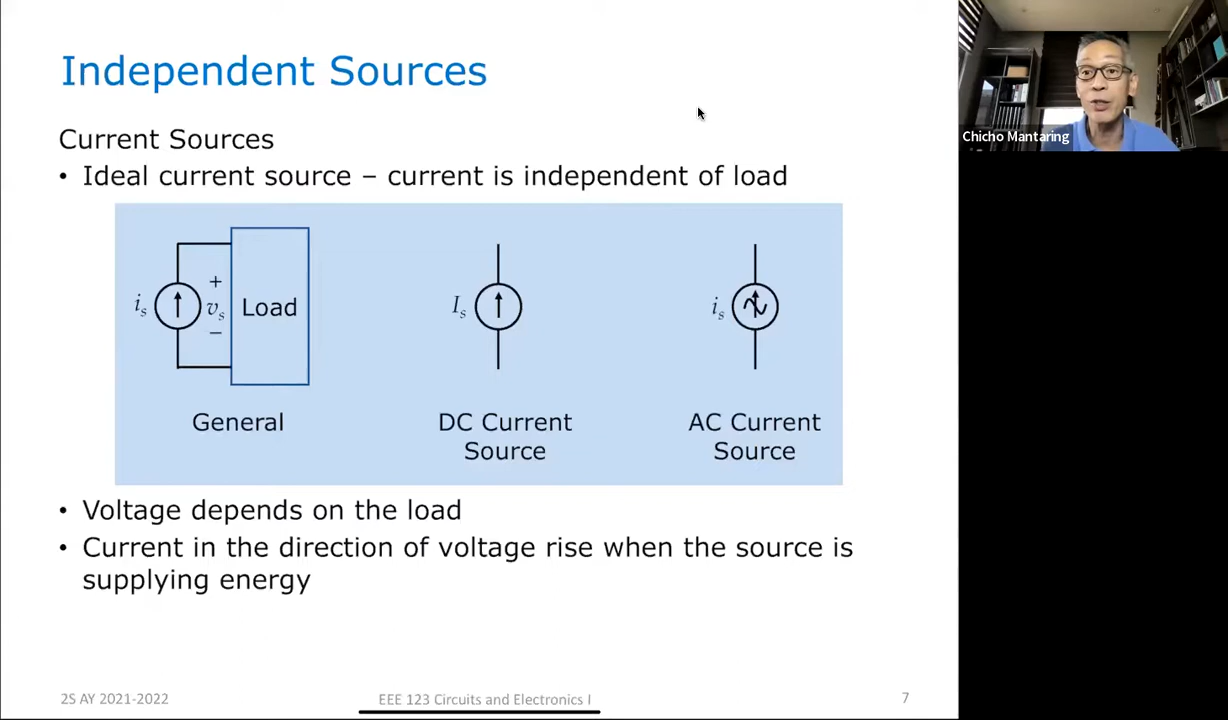 Independent Sources
Current Sources
• Ideal current source – current is independent of load
i_s
+
v_s
−
Load
I_s
i_s
General
DC Current
Source
AC Current
Source
• Voltage depends on the load
• Current in the direction of voltage rise when the source is
supplying energy
2S AY 2021-2022
EEE 123 Circuits and Electronics I
7
Chicho Mantaring